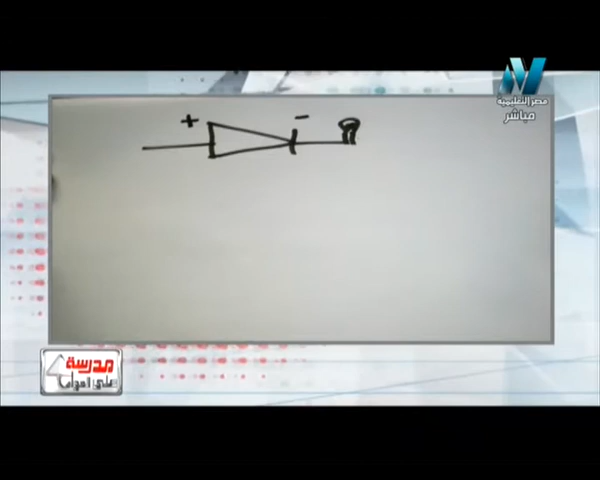 مصر التعليمية
مباشر
+ -
مدرسة
على الهواء